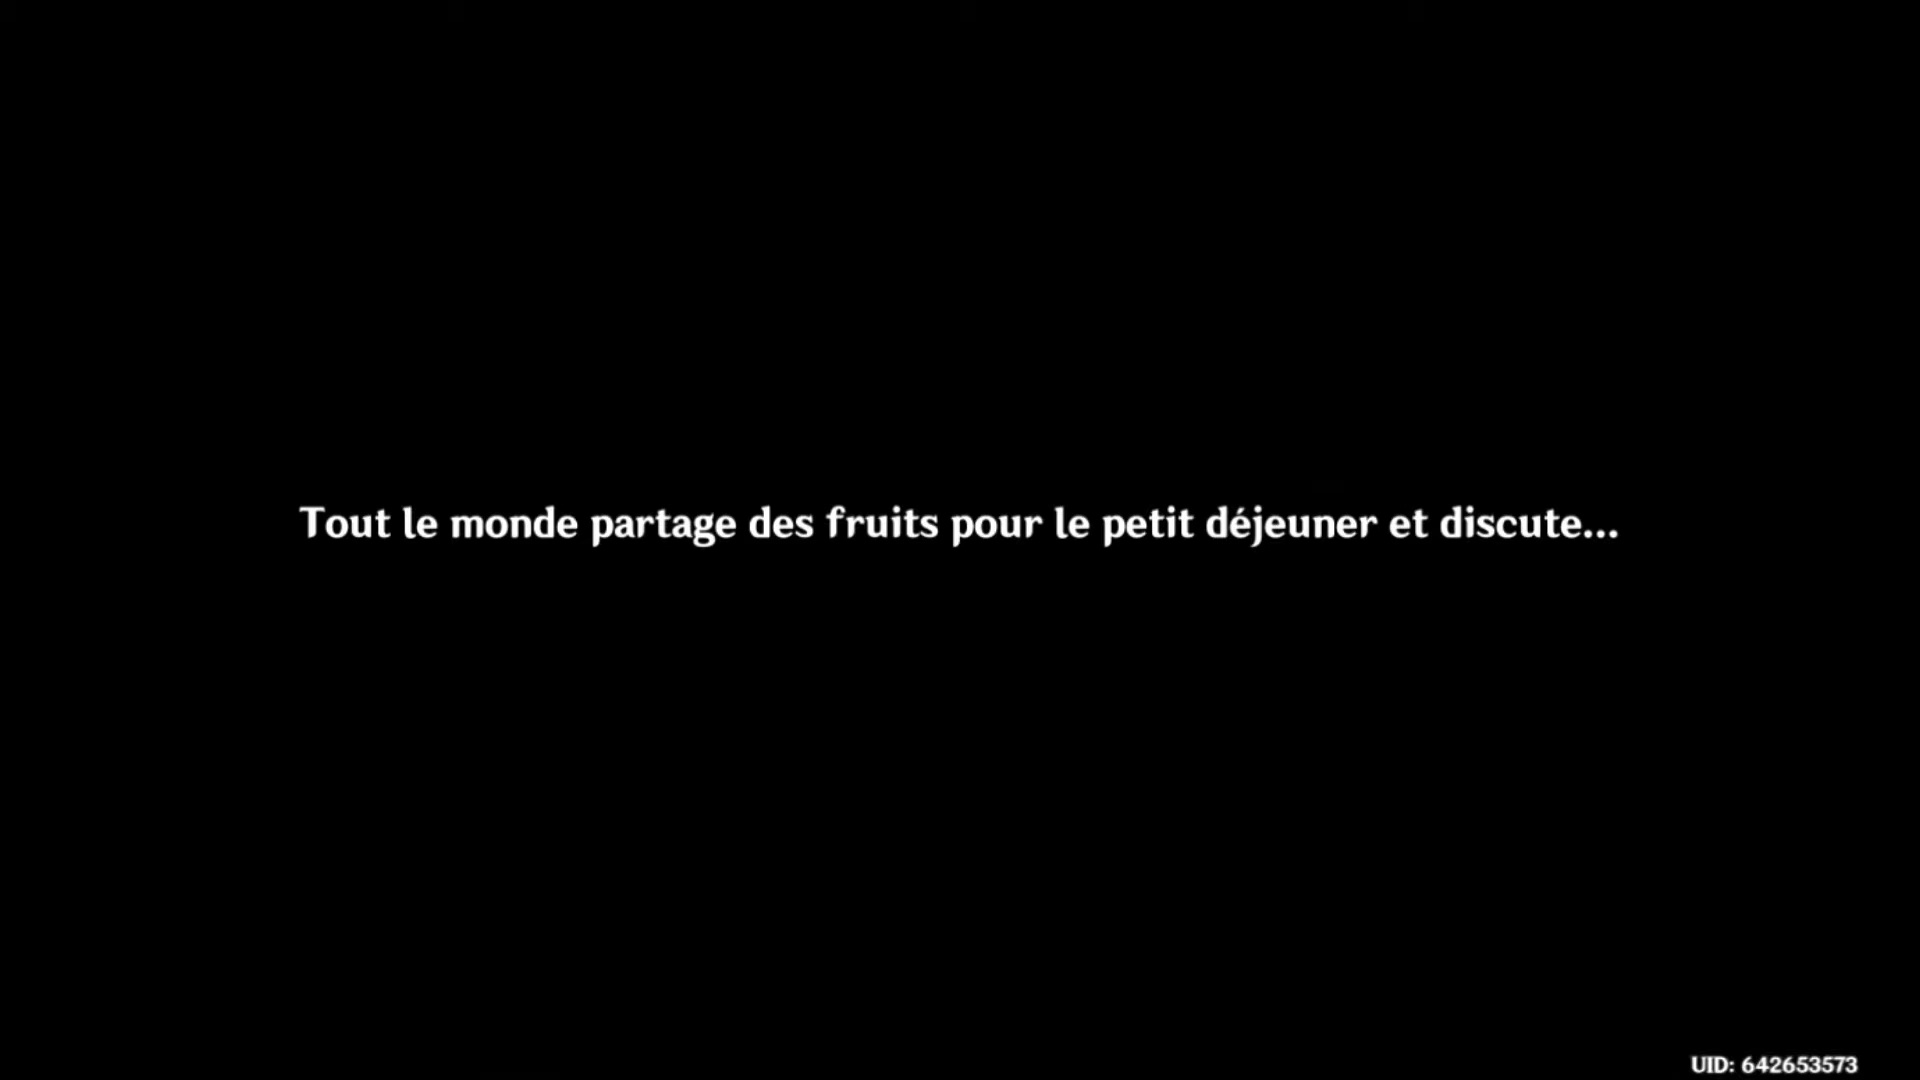 Tout le monde partage des fruits pour le petit déjeuner et discute...
UID: 642653573